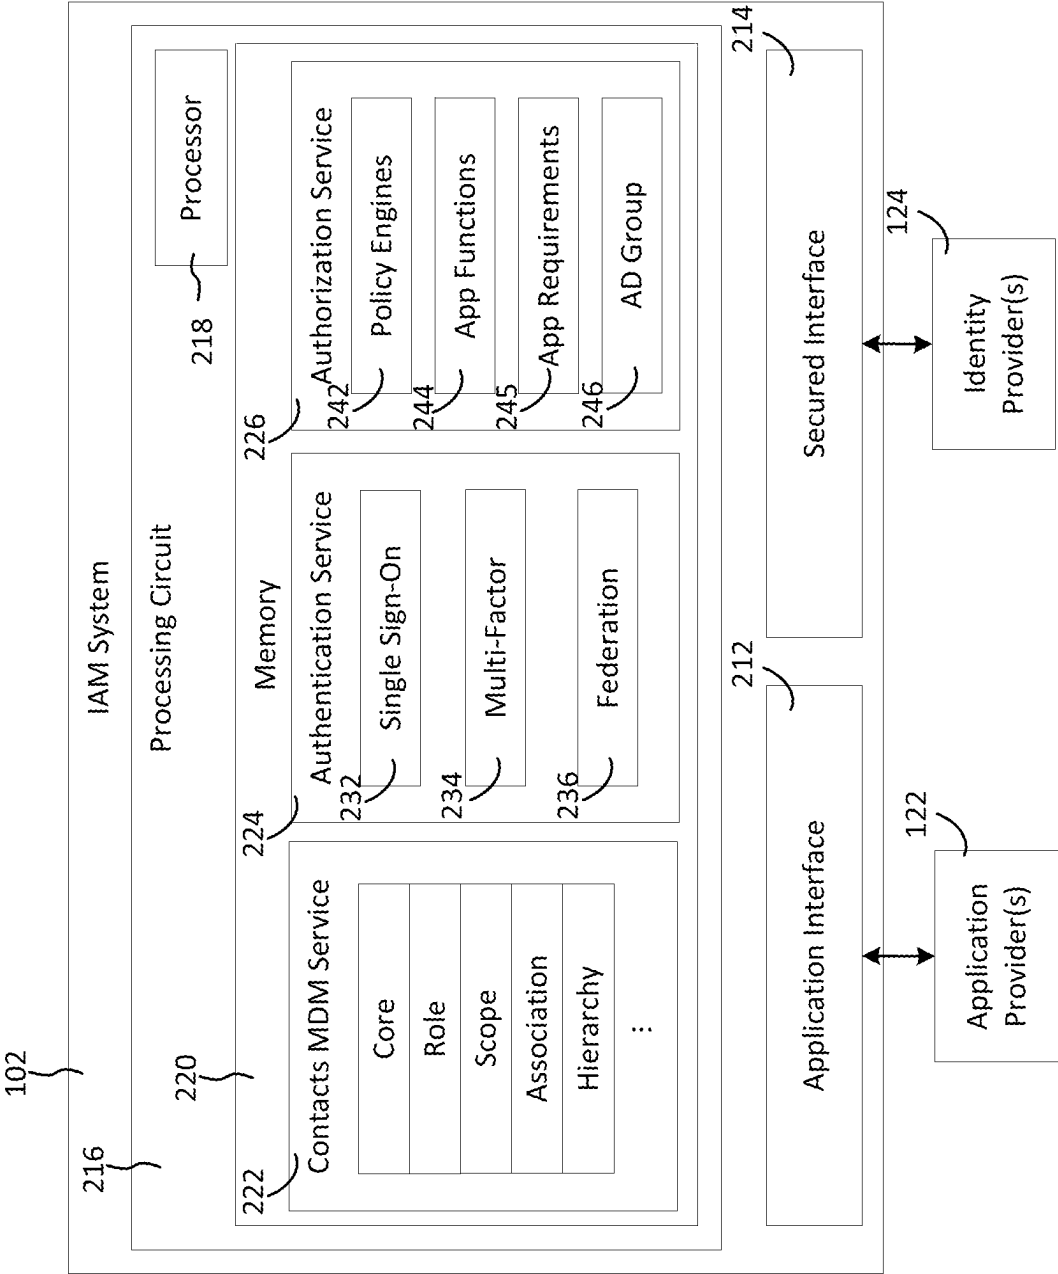 102
IAM System
216
Processing Circuit
218
Processor
220
Memory
222
Contacts MDM Service
Core
Role
Scope
Association
Hierarchy
...
224
Authentication Service
232
Single Sign-On
234
Multi-Factor
236
Federation
226
Authorization Service
242
Policy Engines
244
App Functions
245
App Requirements
246
AD Group
212
Application Interface
214
Secured Interface
122
Application
Provider(s)
124
Identity
Provider(s)